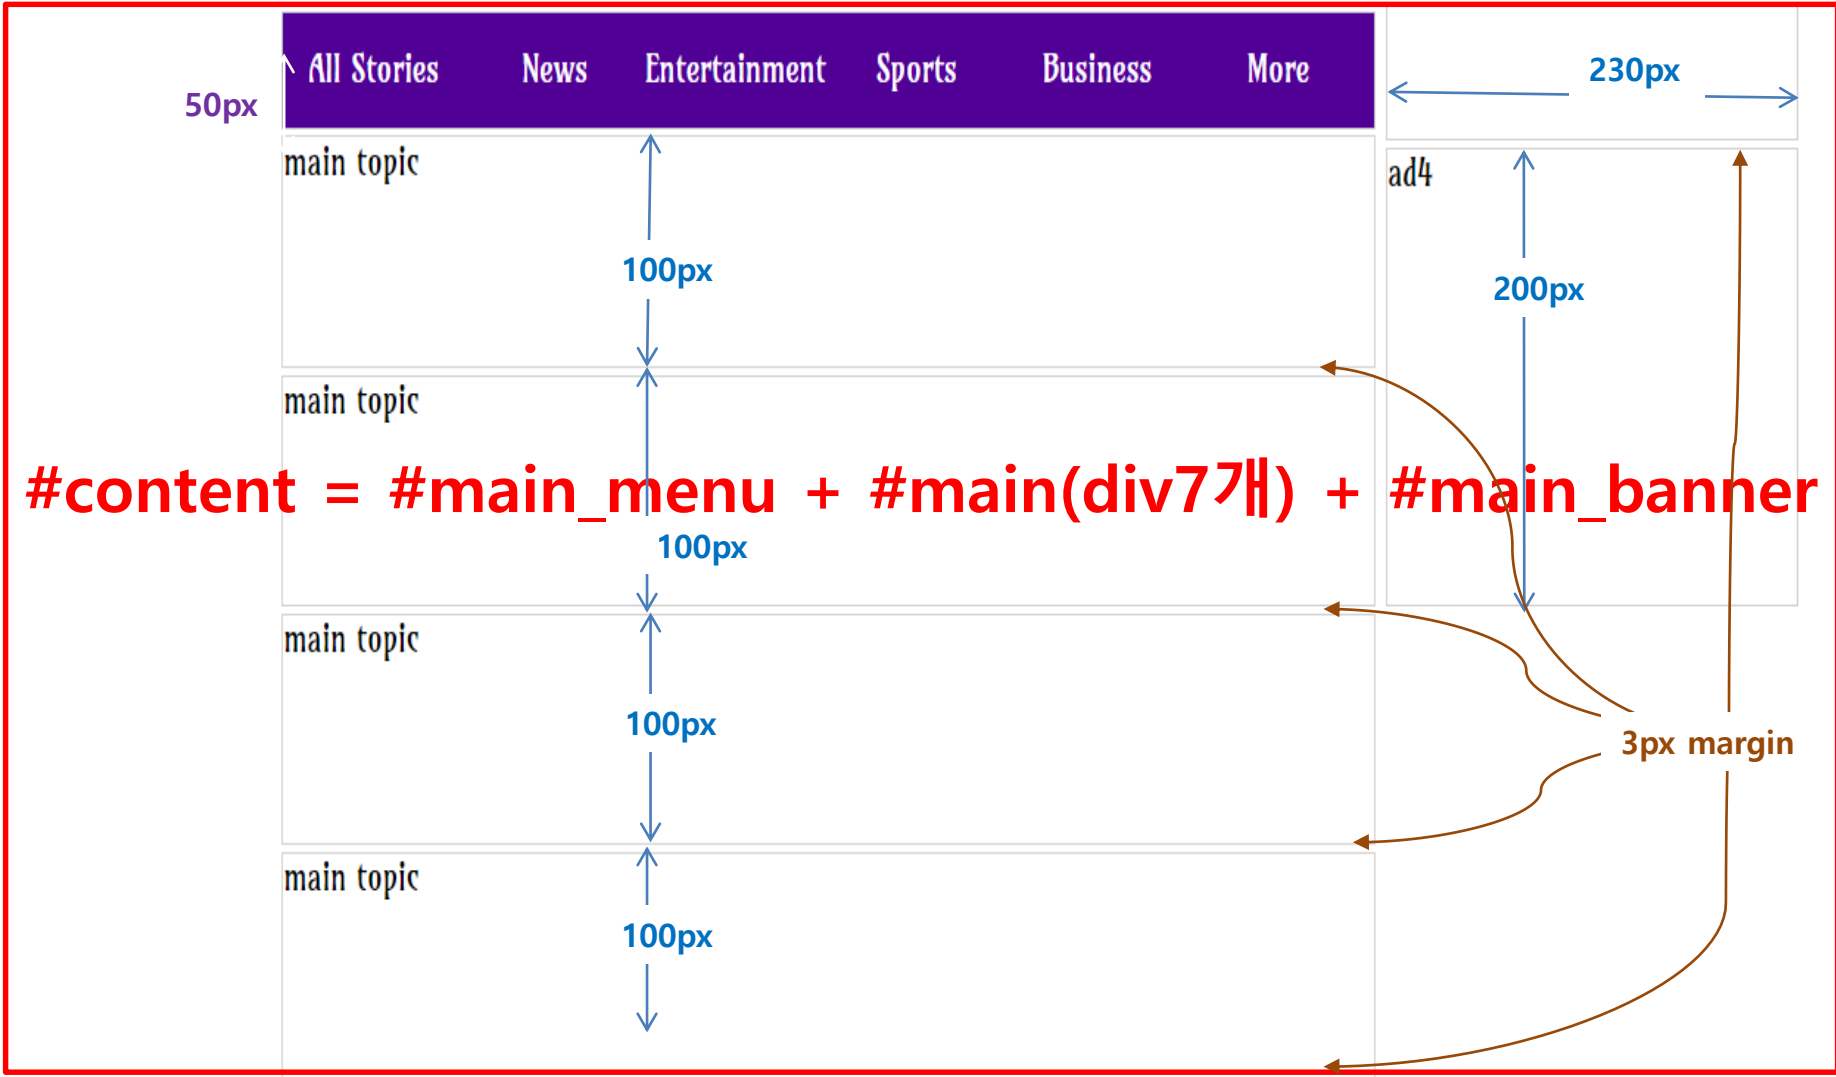 All Stories News Entertainment Sports Business More
230px
50px
main topic
ad4
100px
200px
main topic
#content = #main_menu + #main(div7개) + #main_banner
100px
main topic
100px
3px margin
main topic
100px